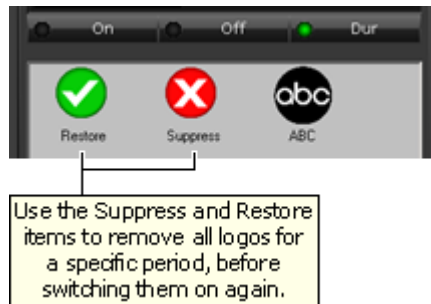 On Off Dur
abc
Restore Suppress ABC
Use the Suppress and Restore
items to remove all logos for
a specific period, before
switching them on again.